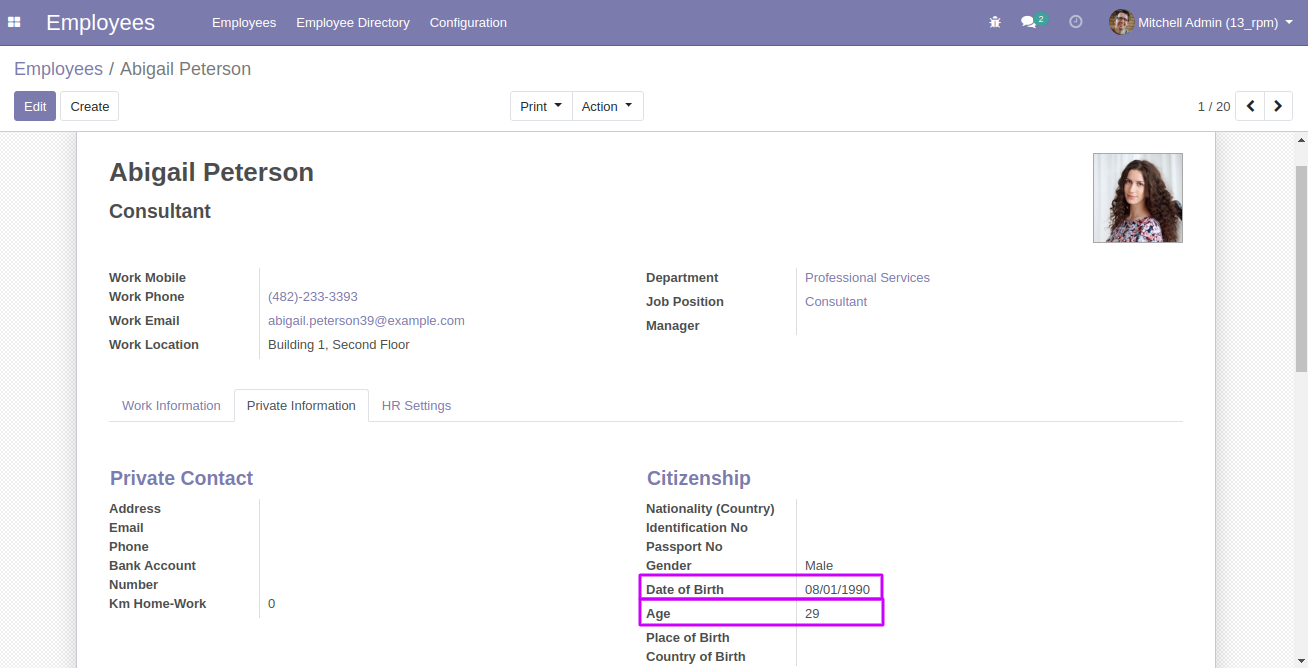 Employees Employees Employee Directory Configuration 2 Mitchell Admin (13_rpm)
Employees / Abigail Peterson
Edit Create Print Action 1 / 20
Abigail Peterson
Consultant
Work Mobile
Work Phone (482)-233-3393
Work Email abigail.peterson39@example.com
Work Location Building 1, Second Floor
Department Professional Services
Job Position Consultant
Manager
Work Information Private Information HR Settings
Private Contact
Address
Email
Phone
Bank Account
Number
Km Home-Work 0
Citizenship
Nationality (Country)
Identification No
Passport No
Gender Male
Date of Birth 08/01/1990
Age 29
Place of Birth
Country of Birth